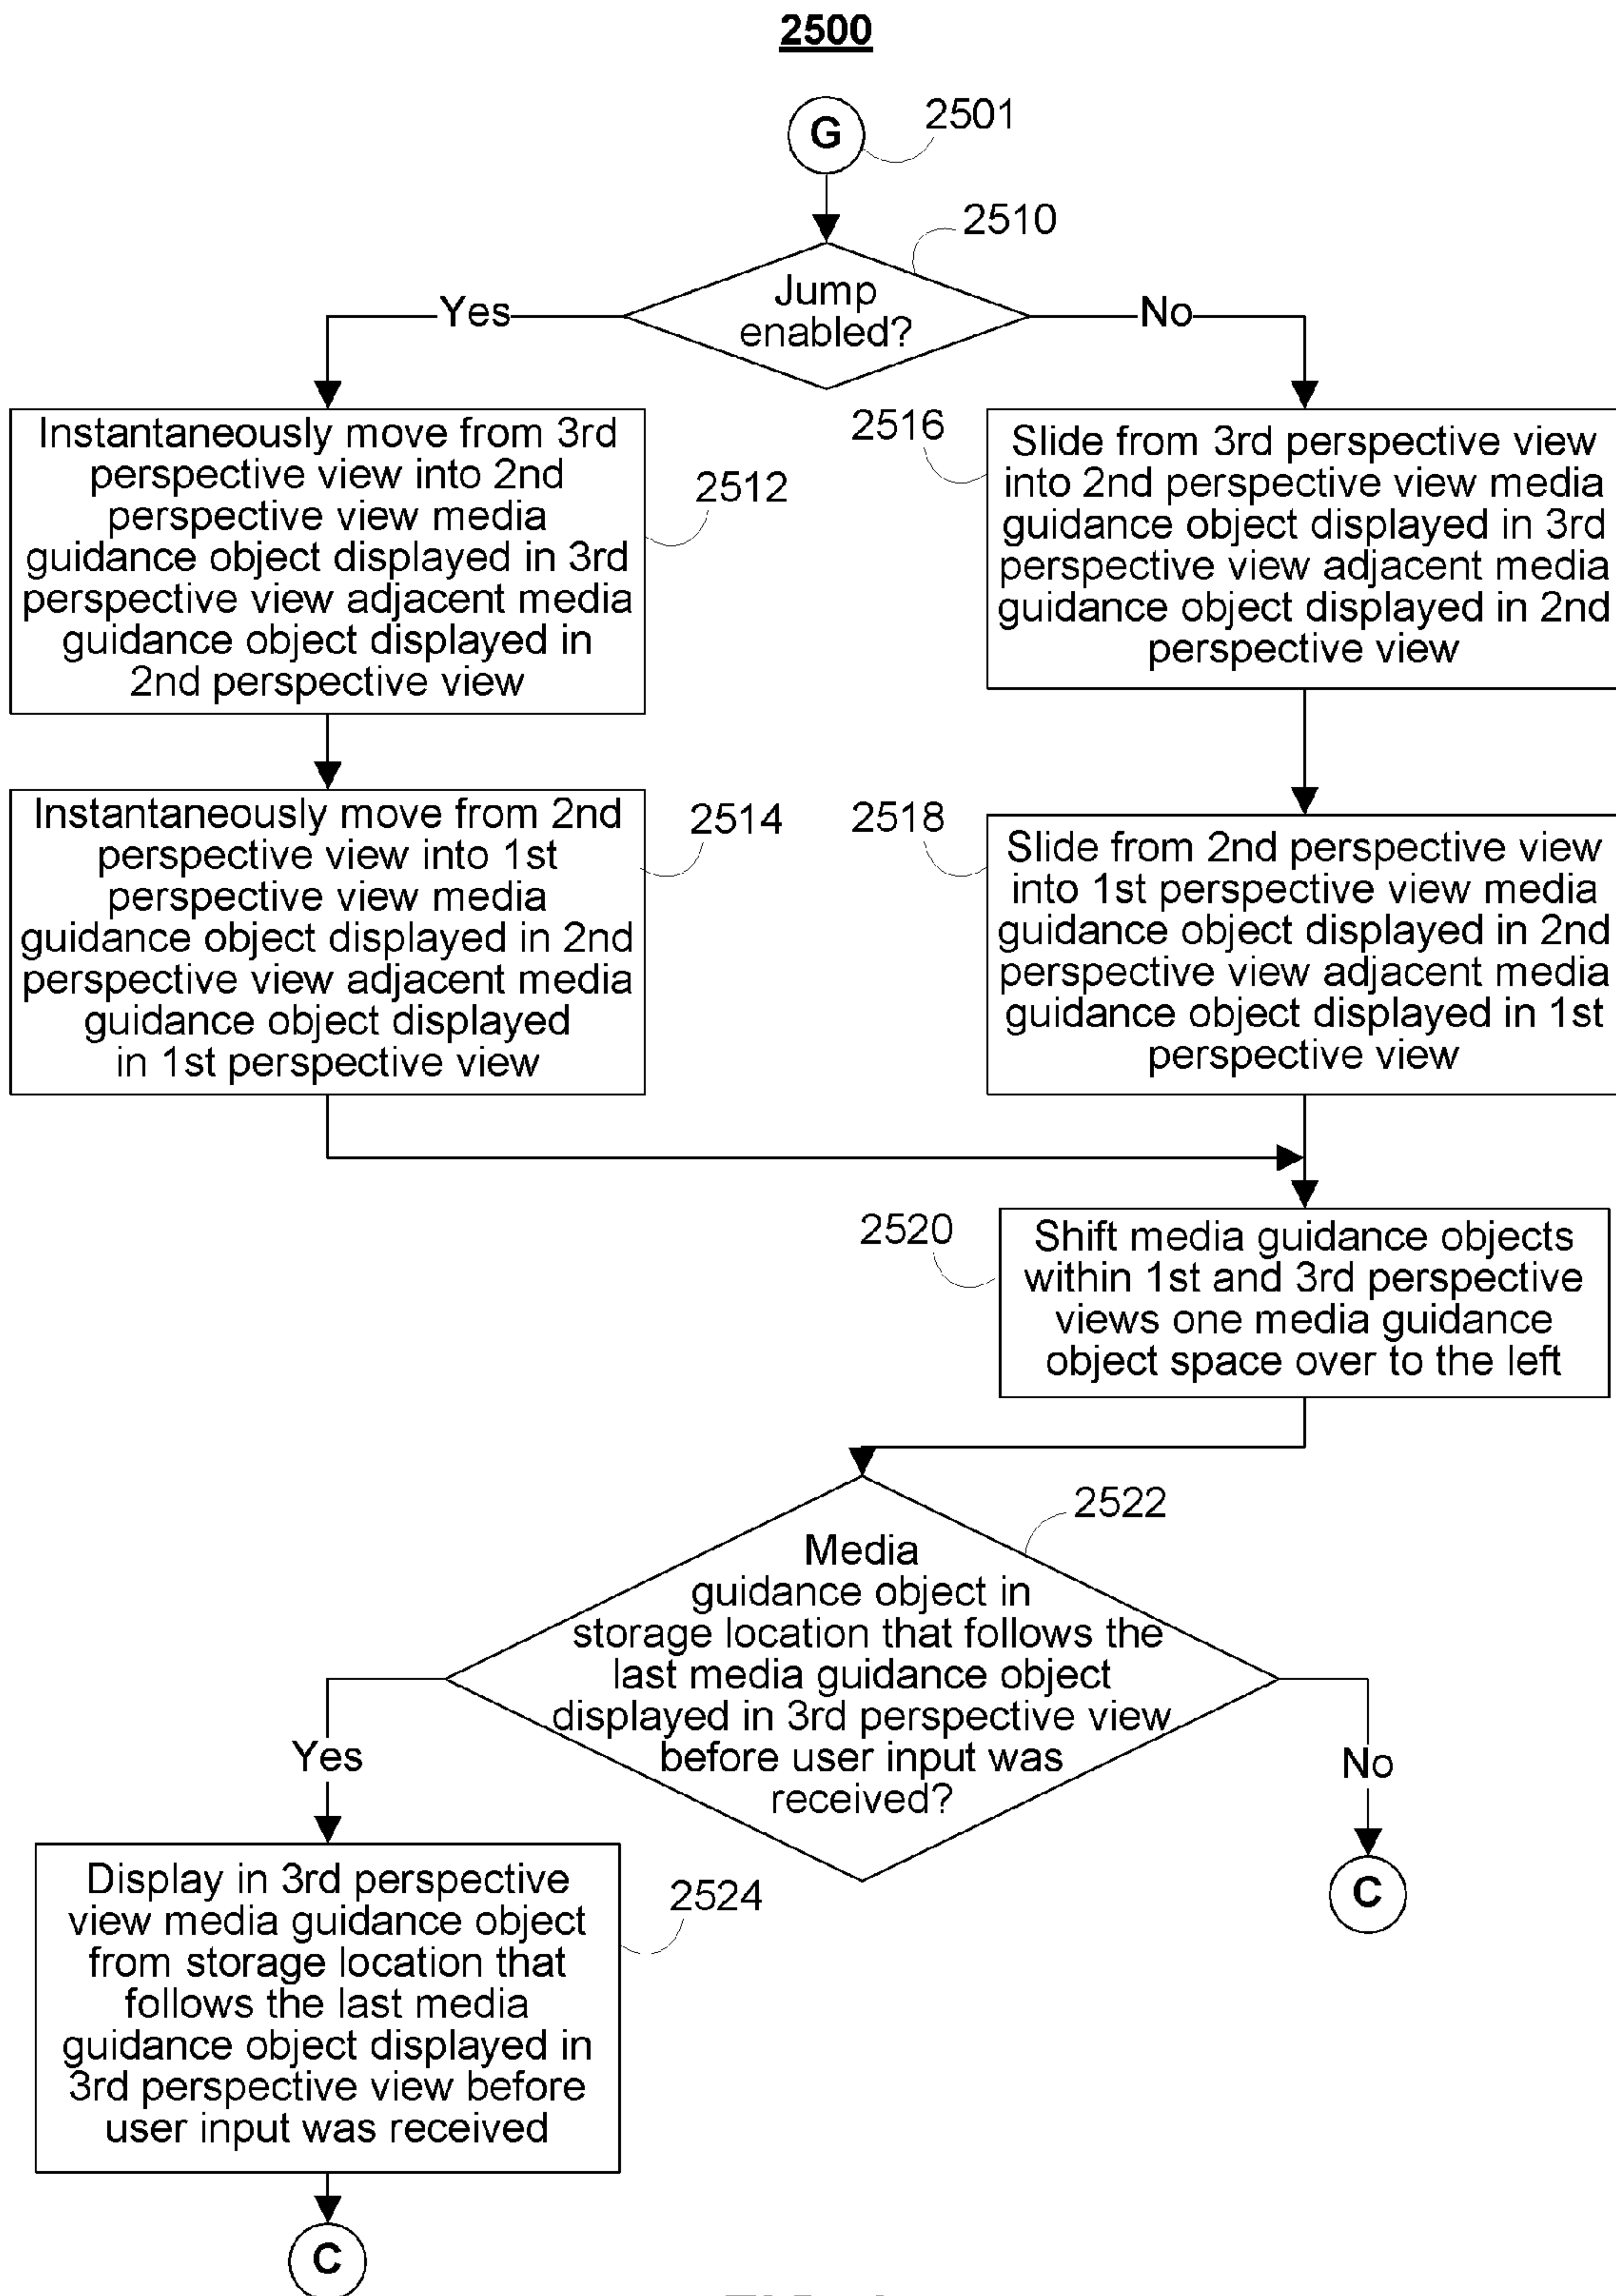 2500
G
2501
2510
Jump
enabled?
Yes
No
Instantaneously move from 3rd
perspective view into 2nd
perspective view media
guidance object displayed in 3rd
perspective view adjacent media
guidance object displayed in
2nd perspective view
2512
2516
Slide from 3rd perspective view
into 2nd perspective view media
guidance object displayed in 3rd
perspective view adjacent media
guidance object displayed in 2nd
perspective view
Instantaneously move from 2nd
perspective view into 1st
perspective view media
guidance object displayed in 2nd
perspective view adjacent media
guidance object displayed
in 1st perspective view
2514
2518
Slide from 2nd perspective view
into 1st perspective view media
guidance object displayed in 2nd
perspective view adjacent media
guidance object displayed in 1st
perspective view
2520
Shift media guidance objects
within 1st and 3rd perspective
views one media guidance
object space over to the left
2522
Media
guidance object in
storage location that follows the
last media guidance object
displayed in 3rd perspective view
before user input was
received?
Yes
No
C
Display in 3rd perspective
view media guidance object
from storage location that
follows the last media
guidance object displayed in
3rd perspective view before
user input was received
2524
C